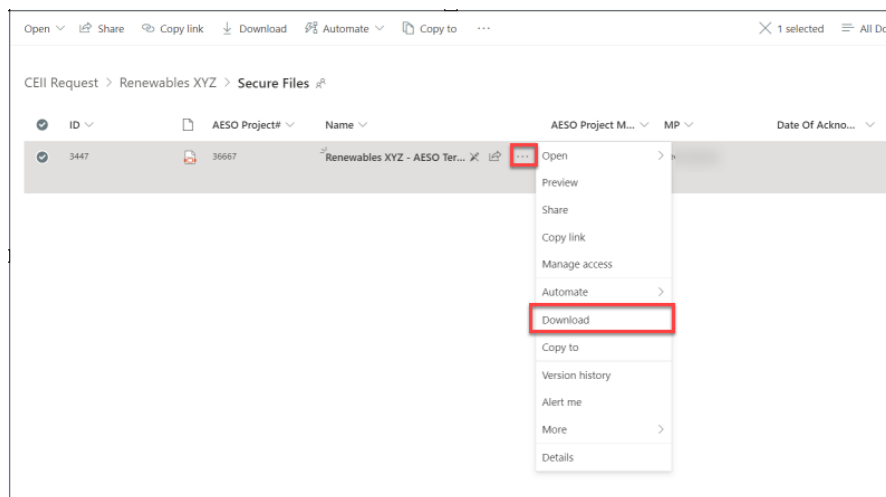 Open Share Copy link Download Automate Copy to ... 1 selected All Do
CEII Request > Renewables XYZ > Secure Files
ID AESO Project# Name AESO Project M... MP Date Of Ackno...
3447 36667 Renewables XYZ - AESO Ter... ...
Open
Preview
Share
Copy link
Manage access
Automate
Download
Copy to
Version history
Alert me
More
Details